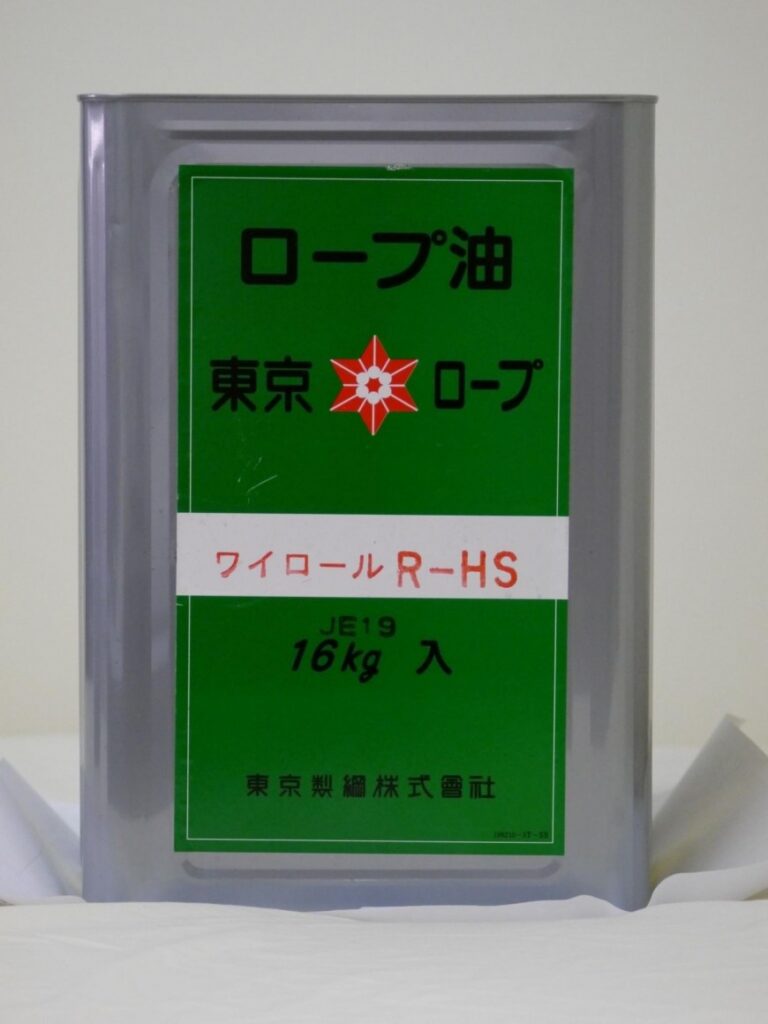 ロープ油
東京 ロープ
ワイロール R-HS
JE19
16kg 入
東京製綱株式會社